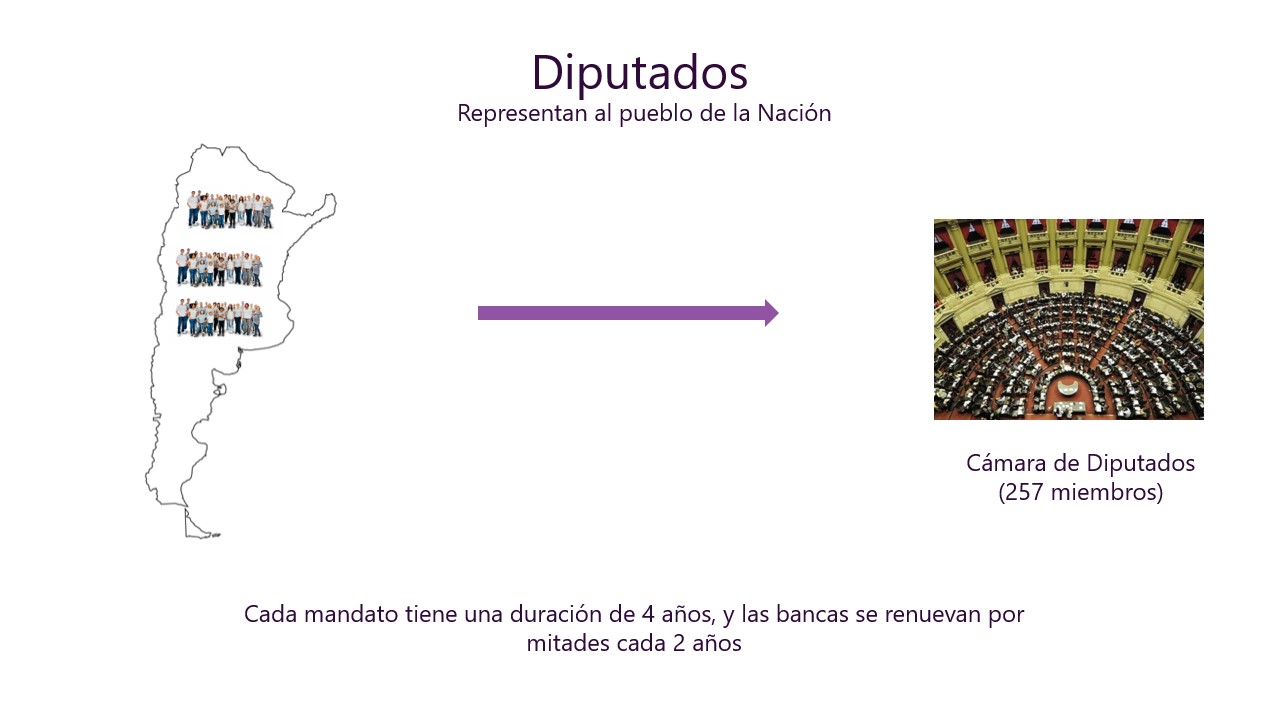 Diputados
Representan al pueblo de la Nación
Cámara de Diputados
(257 miembros)
Cada mandato tiene una duración de 4 años, y las bancas se renuevan por
mitades cada 2 años